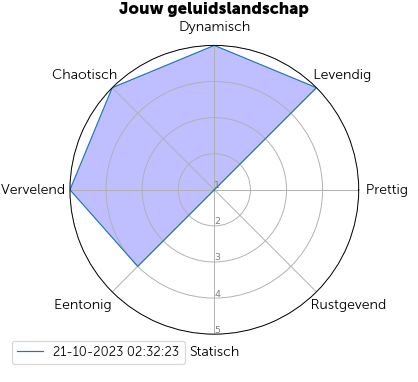 Jouw geluidslandschap
Dynamisch
Chaotisch
Levendig
Vervelend
1
Prettig
2
3
Eentonig
4
Rustgevend
5
21-10-2023 02:32:23
Statisch